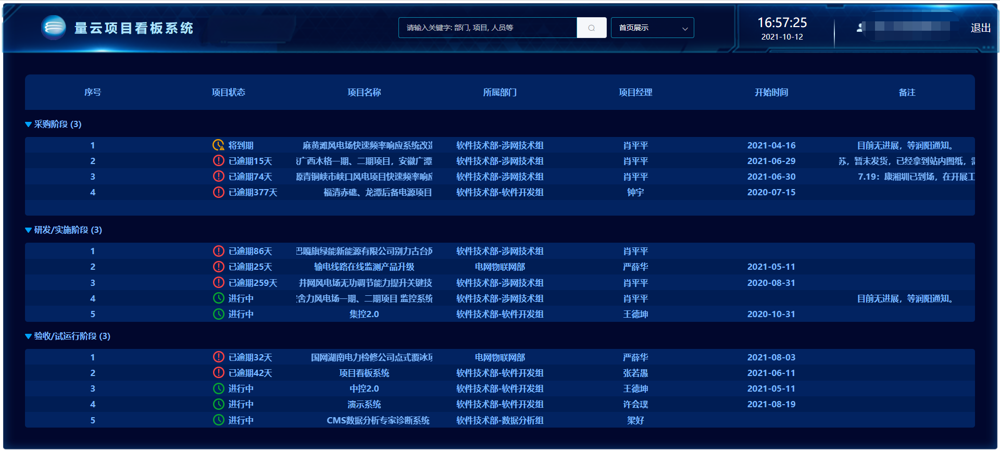 量云项目看板系统
请输入关键字: 部门, 项目, 人员等
首页展示
16:57:25
2021-10-12
退出
序号 项目状态 项目名称 所属部门 项目经理 开始时间 备注
采购阶段 (3)
1 将到期 麻黄滩风电场快速频率响应系统改造 软件技术部-涉网技术组 肖平平 2021-04-16 目前无进展，等润阳通知。
2 已逾期15天 广西木格一期、二期项目，安徽广潭 软件技术部-涉网技术组 肖平平 2021-06-29 苏，暂未发货，已经拿到站内图纸，需
3 已逾期74天 源青铜峡市峡口风电项目快速频率响应 软件技术部-涉网技术组 肖平平 2021-06-30 7.19：康湘圳已到场，在开展工
4 已逾期377天 福清赤礁、龙潭后备电源项目 软件技术部-软件开发组 钟宇 2020-07-15
研发/实施阶段 (3)
1 已逾期86天 巴嘎旗绿能新能源有限公司别力古台风 软件技术部-涉网技术组 肖平平
2 已逾期25天 输电线路在线监测产品升级 电网物联网部 严薛华 2021-05-11
3 已逾期259天 并网风电场无功调节能力提升关键技 软件技术部-涉网技术组 肖平平 2020-08-31
4 进行中 舍力风电场一期、二期项目 监控系统 软件技术部-涉网技术组 肖平平 目前无进展，等润阳通知。
5 进行中 集控2.0 软件技术部-软件开发组 王德坤 2020-10-31
验收/试运行阶段 (3)
1 已逾期32天 国网湖南电力检修公司点式覆冰项 电网物联网部 严薛华 2021-08-03
2 已逾期42天 项目看板系统 软件技术部-软件开发组 张若愚 2021-06-11
3 进行中 中控2.0 软件技术部-软件开发组 王德坤 2021-05-11
4 进行中 演示系统 软件技术部-软件开发组 许会璞 2021-08-19
5 进行中 CMS数据分析专家诊断系统 软件技术部-数据分析组 梁好